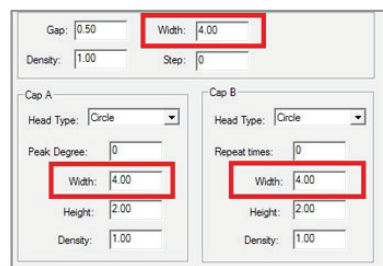 Gap: 0.50 Width: 4.00
Density: 1.00 Step: 0
Cap A
Head Type: Circle
Peak Degree: 0
Width: 4.00
Height: 2.00
Density: 1.00
Cap B
Head Type: Circle
Repeat times: 0
Width: 4.00
Height: 2.00
Density: 1.00